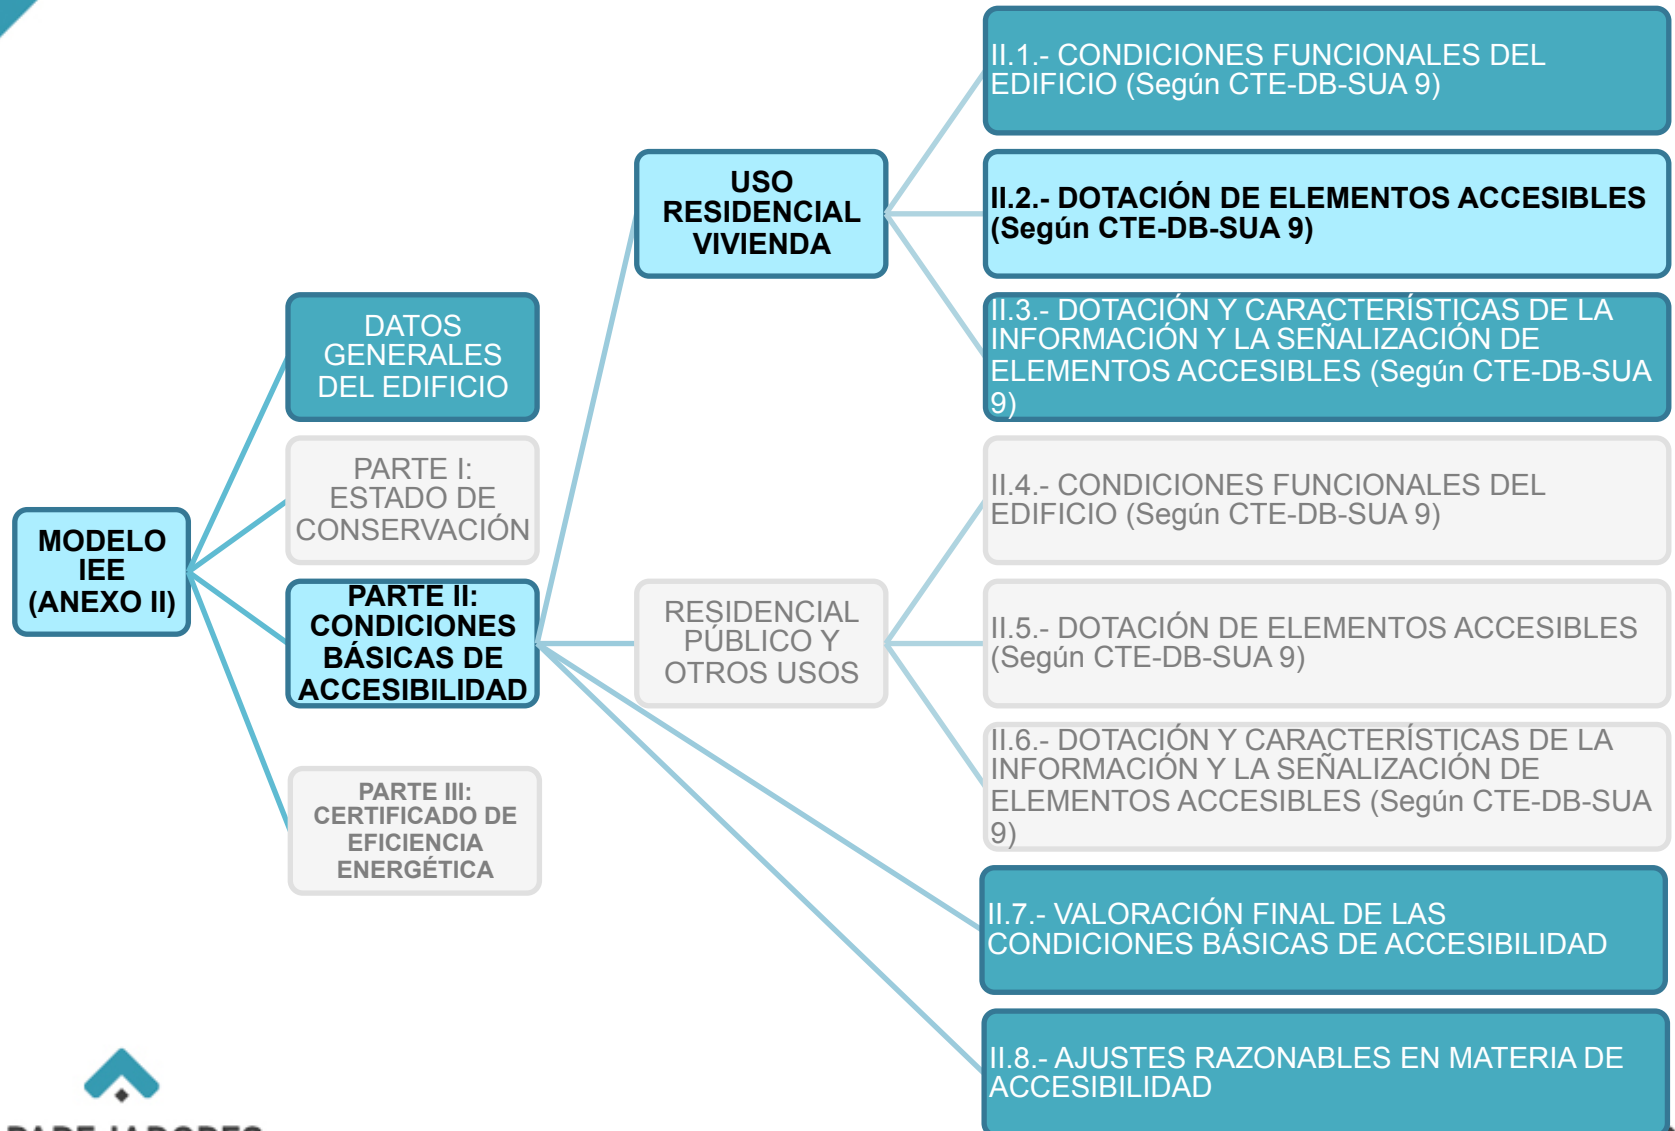 MODELO
IEE
(ANEXO II)
DATOS
GENERALES
DEL EDIFICIO
PARTE I:
ESTADO DE
CONSERVACIÓN
PARTE II:
CONDICIONES
BÁSICAS DE
ACCESIBILIDAD
PARTE III:
CERTIFICADO DE
EFICIENCIA
ENERGÉTICA
USO
RESIDENCIAL
VIVIENDA
RESIDENCIAL
PÚBLICO Y
OTROS USOS
II.1.- CONDICIONES FUNCIONALES DEL
EDIFICIO (Según CTE-DB-SUA 9)
II.2.- DOTACIÓN DE ELEMENTOS ACCESIBLES
(Según CTE-DB-SUA 9)
II.3.- DOTACIÓN Y CARACTERÍSTICAS DE LA
INFORMACIÓN Y LA SEÑALIZACIÓN DE
ELEMENTOS ACCESIBLES (Según CTE-DB-SUA
9)
II.4.- CONDICIONES FUNCIONALES DEL
EDIFICIO (Según CTE-DB-SUA 9)
II.5.- DOTACIÓN DE ELEMENTOS ACCESIBLES
(Según CTE-DB-SUA 9)
II.6.- DOTACIÓN Y CARACTERÍSTICAS DE LA
INFORMACIÓN Y LA SEÑALIZACIÓN DE
ELEMENTOS ACCESIBLES (Según CTE-DB-SUA
9)
II.7.- VALORACIÓN FINAL DE LAS
CONDICIONES BÁSICAS DE ACCESIBILIDAD
II.8.- AJUSTES RAZONABLES EN MATERIA DE
ACCESIBILIDAD